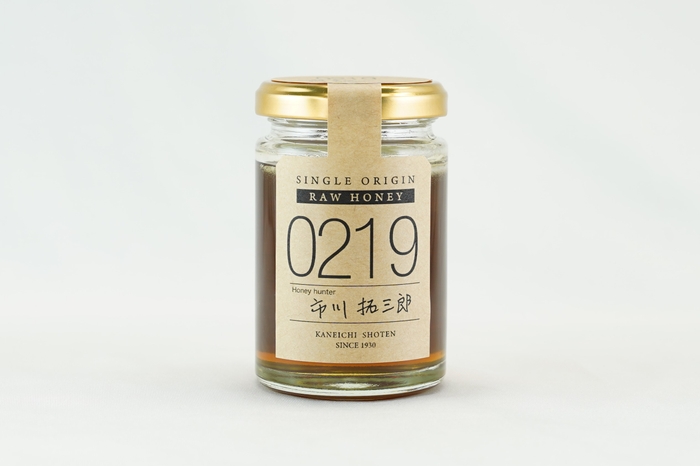 SINGLE ORIGIN
RAW HONEY
0219
Honey hunter
市川 拓三郎
KANEICHI SHOTEN
SINCE 1930